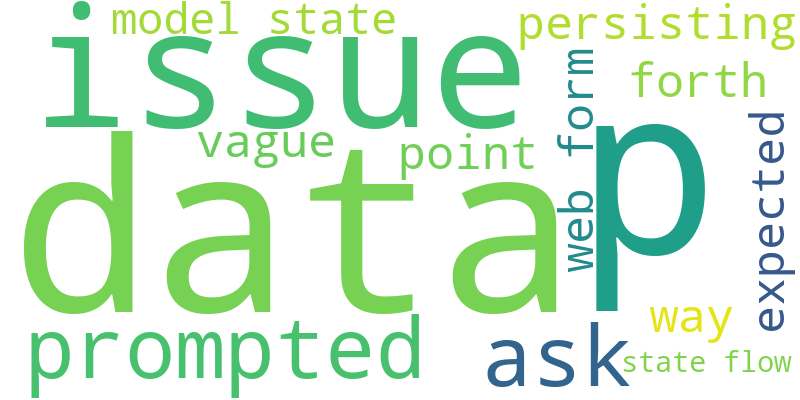 model state
persisting
issue
forth
web form
vague
point
p
expected
data
way
prompted
ask
state flow